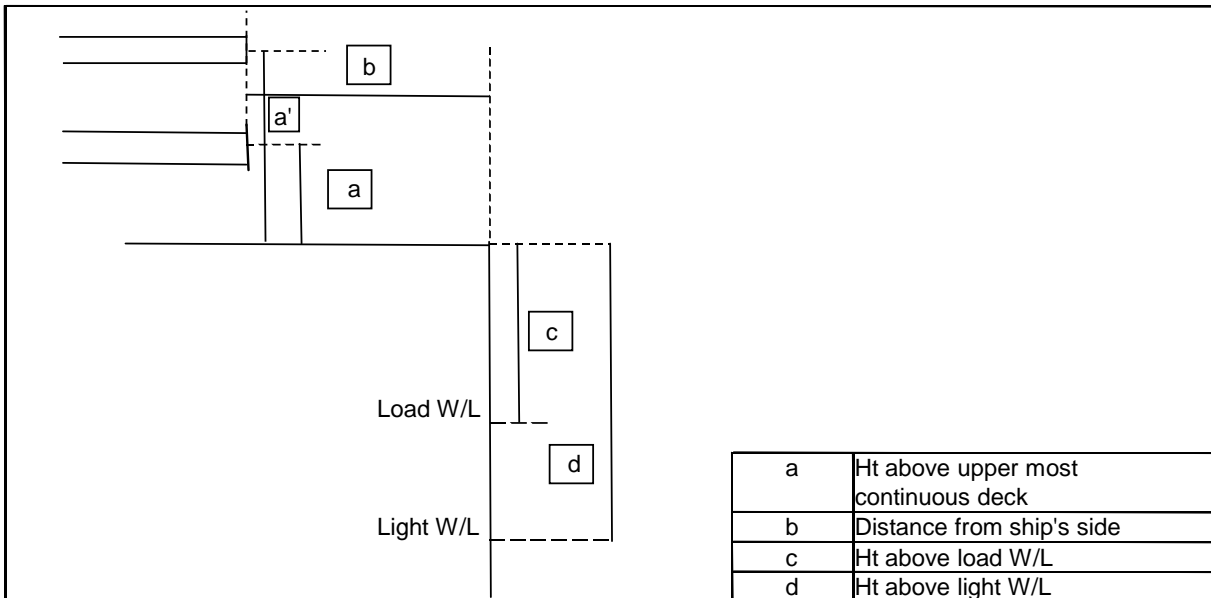 b
a'
a
c
Load W/L
d
Light W/L
a Ht above upper most
continuous deck
b Distance from ship's side
c Ht above load W/L
d Ht above light W/L